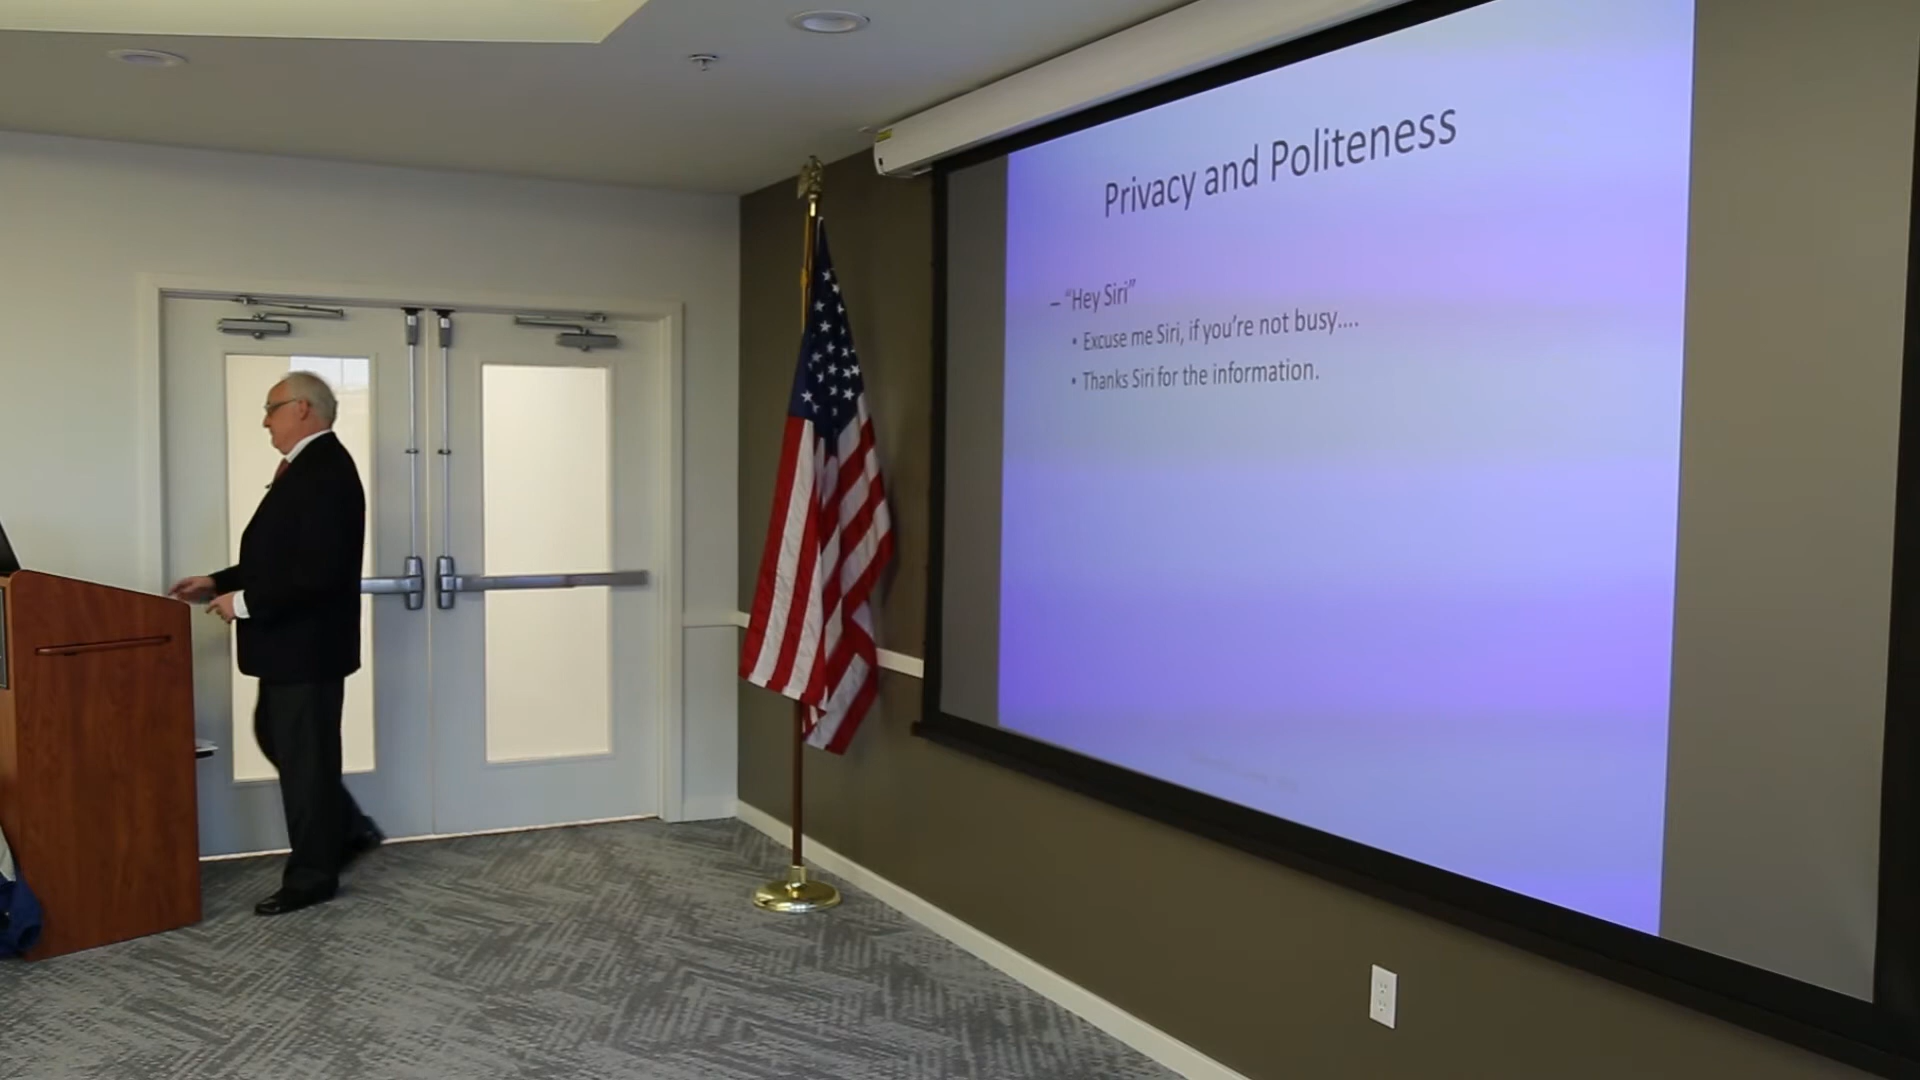 Privacy and Politeness
– “Hey Siri”
• Excuse me Siri, if you’re not busy....
• Thanks Siri for the information.